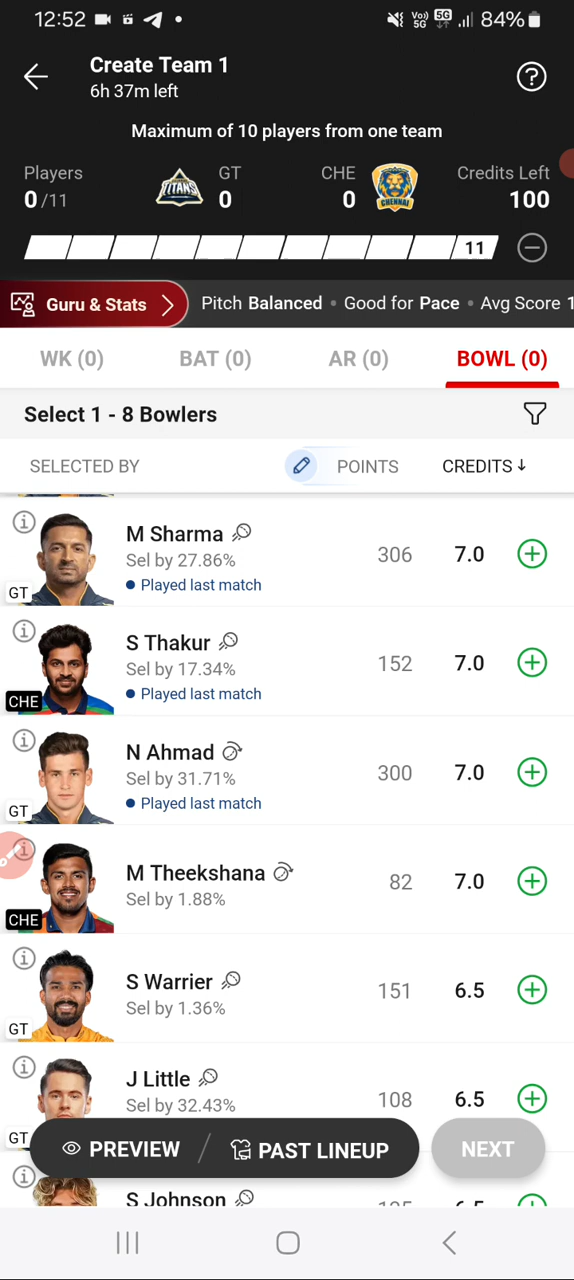 12:52
Vo) 5G
5G
84%
Create Team 1
6h 37m left
Maximum of 10 players from one team
Players
0/11
TITANS
GT
0
CHE
0
CHENNAI
Credits Left
100
11
Guru & Stats
Pitch Balanced • Good for Pace • Avg Score 1
WK (0) BAT (0) AR (0) BOWL (0)
Select 1 - 8 Bowlers
SELECTED BY POINTS CREDITS ↓
M Sharma
Sel by 27.86%
306 7.0
Played last match
GT
S Thakur
Sel by 17.34%
152 7.0
Played last match
CHE
N Ahmad
Sel by 31.71%
300 7.0
Played last match
GT
M Theekshana
Sel by 1.88%
82 7.0
CHE
S Warrier
Sel by 1.36%
151 6.5
GT
J Little
Sel by 32.43%
108 6.5
GT
PREVIEW / PAST LINEUP
NEXT
S Johnson